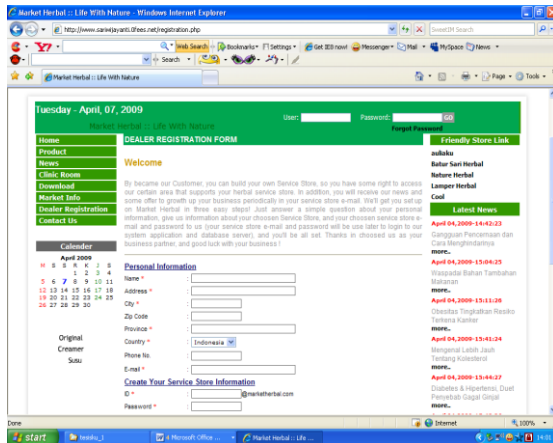 Market Herbal :: Life With Nature - Windows Internet Explorer
http://www.sariwijayanti.0fees.net/registration.php
SweetIM Search
Web Search
Bookmarks
Settings
Get IE8 now!
Messenger
Mail
MySpace
News
Search
Market Herbal :: Life With Nature
Page
Tools
Tuesday - April, 07, 2009
Market Herbal :: Life With Nature
User:
Password:
GO
Forgot Password
Home
Product
News
Clinic Room
Download
Market Info
Dealer Registration
Contact Us
Calender
April 2009
M S S R K J S
1 2 3 4
5 6 7 8 9 10 11
12 13 14 15 16 17 18
19 20 21 22 23 24 25
26 27 28 29 30
Original
Creamer
Susu
DEALER REGISTRATION FORM
Welcome
By became our Customer, you can build your own Service Store, so you have some right to access
our certain area that supports your herbal service store. In addition, you will receive our news and
some offer to growth up your business periodically in your service store e-mail. We'll get you sat up
on Market Herbal in three easy steps! Just answer a simple question about your personal
information, give us information about your choosen Service Store, and your choosen service store e-
mail and password to us (your service store e-mail and password will be use later to login to our
system application and database server); and you'll be all set. Thanks in choosed us as your
business partner, and good luck with your business !
Personal Information
Name * :
Address * :
City * :
Zip Code :
Province * :
Country * : Indonesia
Phone No. :
E-mail * :
Create Your Service Store Information
ID * : @marketherbal.com
Password * :
Friendly Store Link
auliaku
Batur Sari Herbal
Nature Herbal
Lamper Herbal
Cool
Latest News
April 04,2009-14:42:23
Gangguan Pencernaan dan
Cara Menghindarinya
more..
April 04,2009-15:04:25
Waspadai Bahan Tambahan
Makanan
more..
April 04,2009-15:11:26
Obesitas Tingkatkan Resiko
Terkena Kanker
more..
April 04,2009-15:41:24
Mengenal Lebih Jauh
Tentang Kolesterol
more..
April 04,2009-15:44:27
Diabetes & Hipertensi, Duet
Penyebab Gagal Ginjal
more..
Done
Internet
100%
start
4 Microsoft Office ...
Market Herbal :: Life ...
14:01